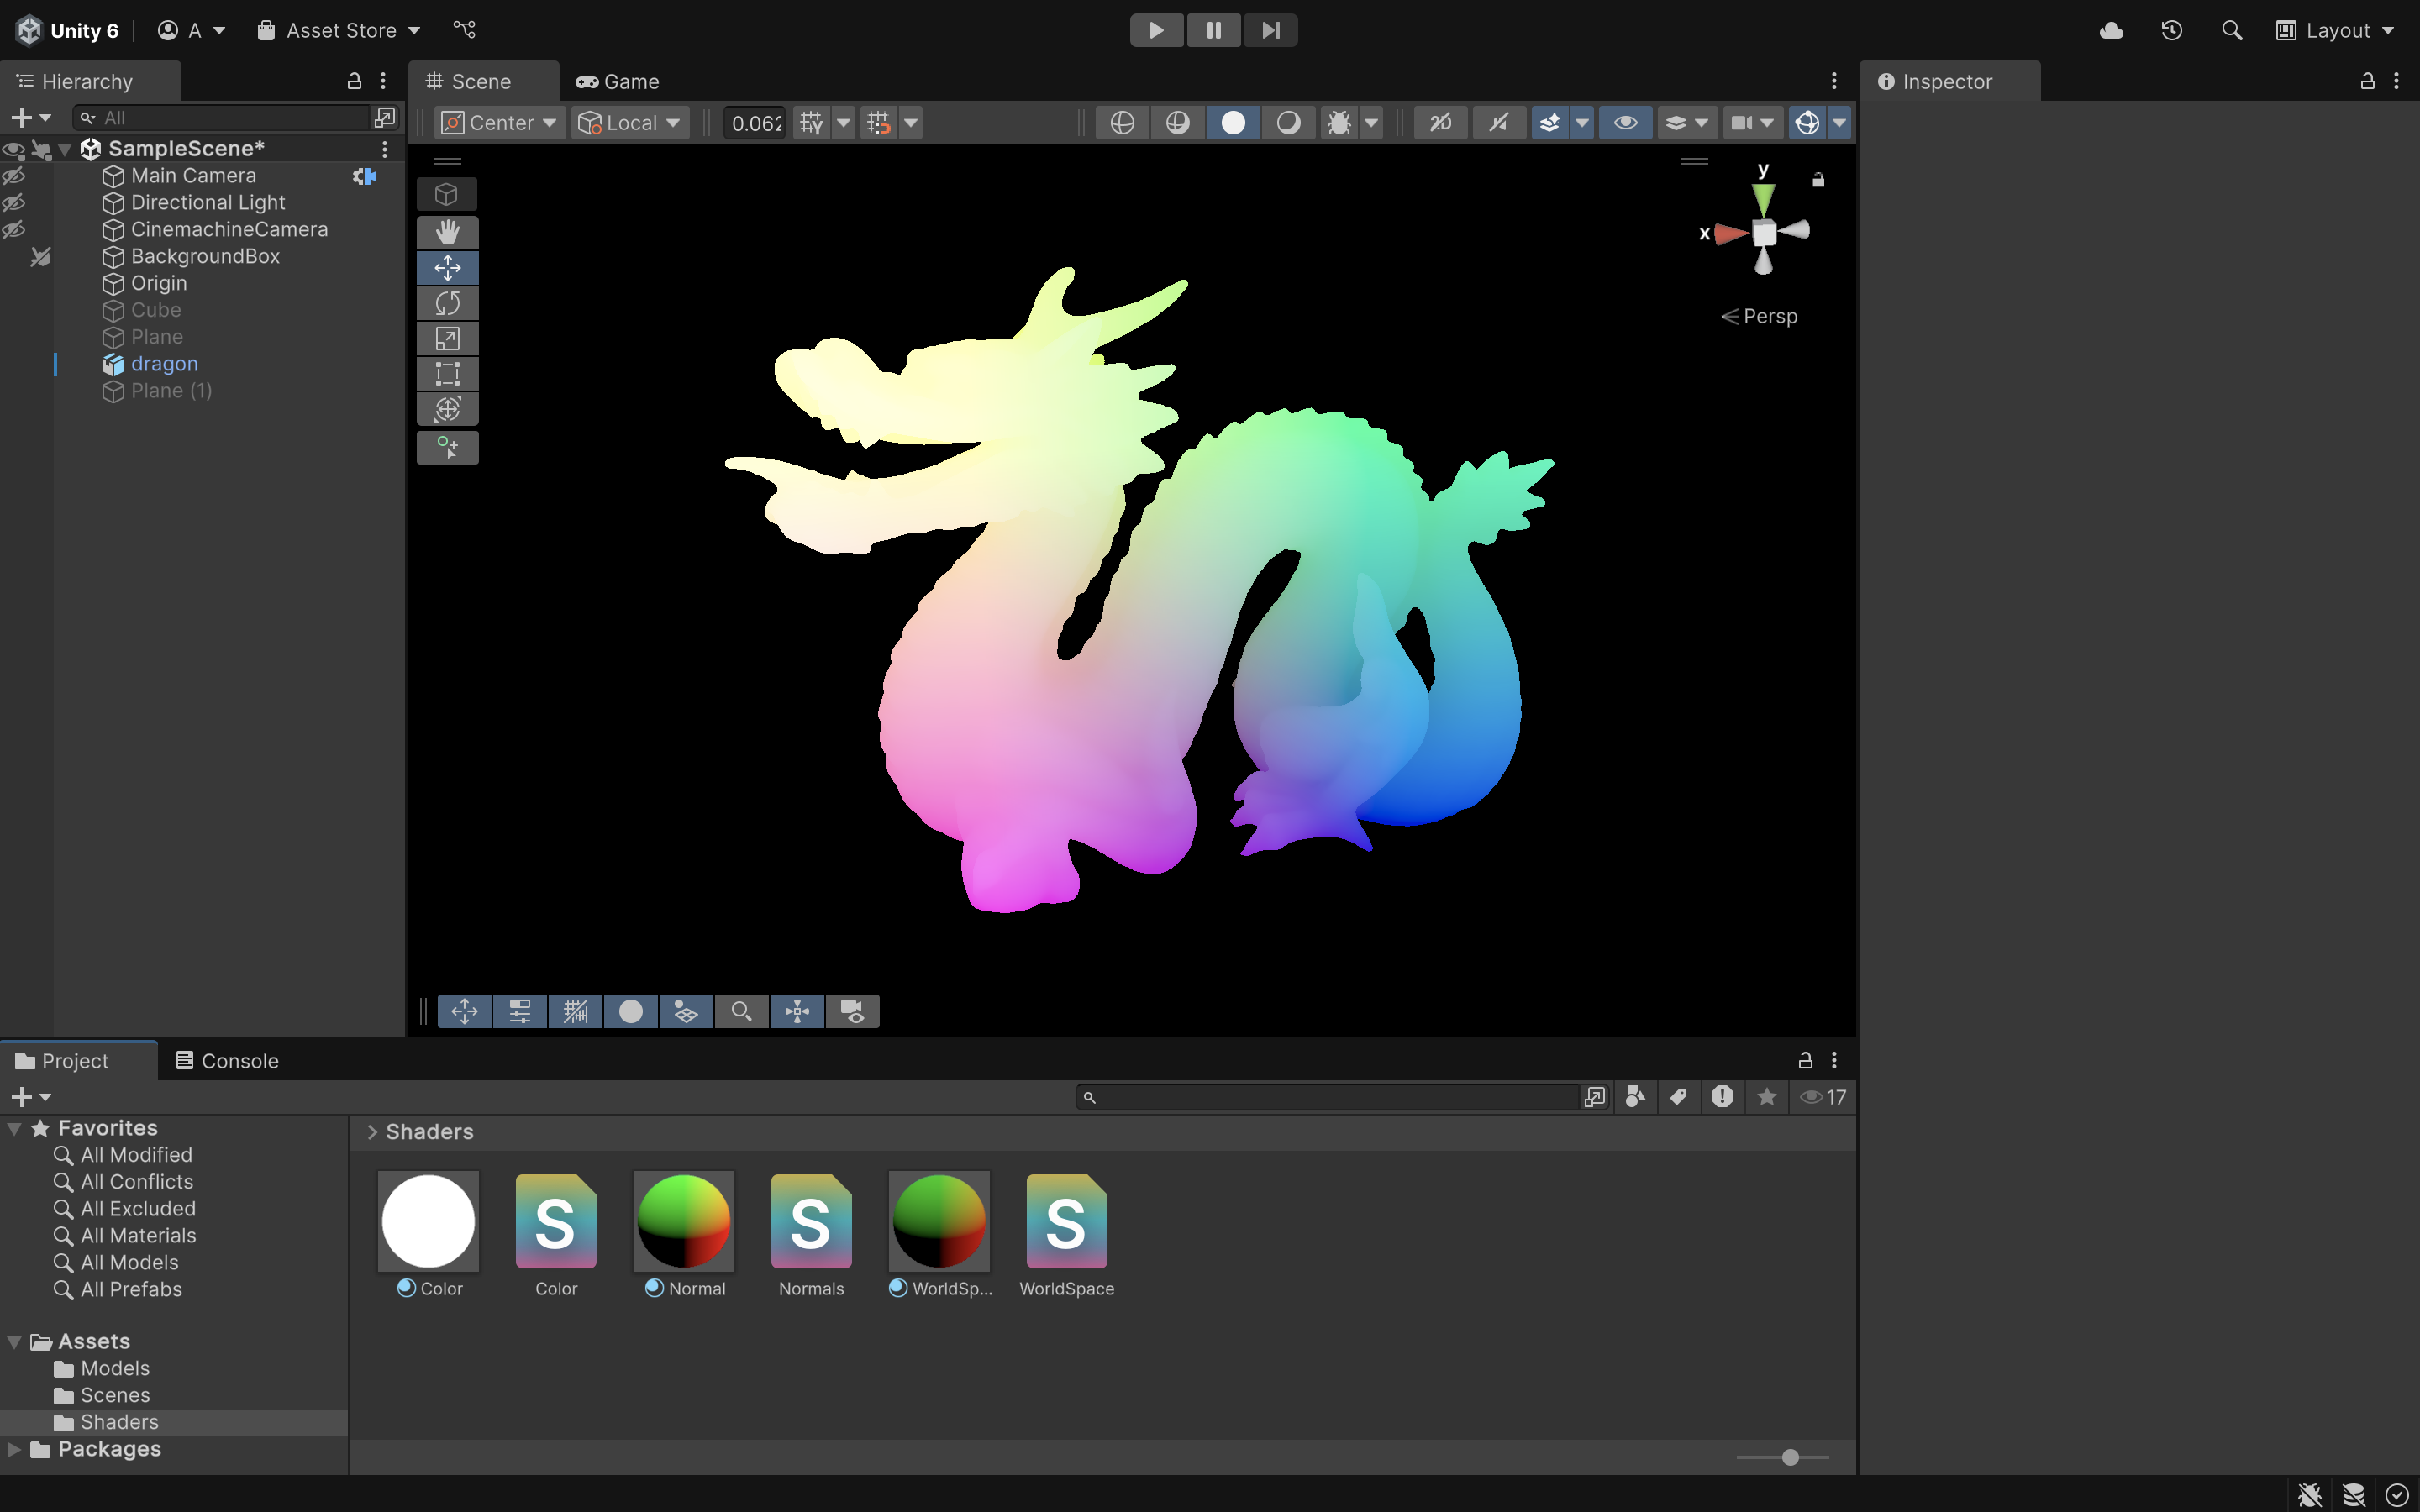 Unity 6
A
Asset Store
Layout
Hierarchy
Scene
Game
Inspector
All
Center
Local
0.062
2D
SampleScene*
Main Camera
Directional Light
CinemachineCamera
BackgroundBox
Origin
Cube
Plane
dragon
Plane (1)
y
x
Persp
Project
Console
17
Favorites
All Modified
All Conflicts
All Excluded
All Materials
All Models
All Prefabs
Assets
Models
Scenes
Shaders
Packages
Shaders
S
S
S
Color
Color
Normal
Normals
WorldSp...
WorldSpace